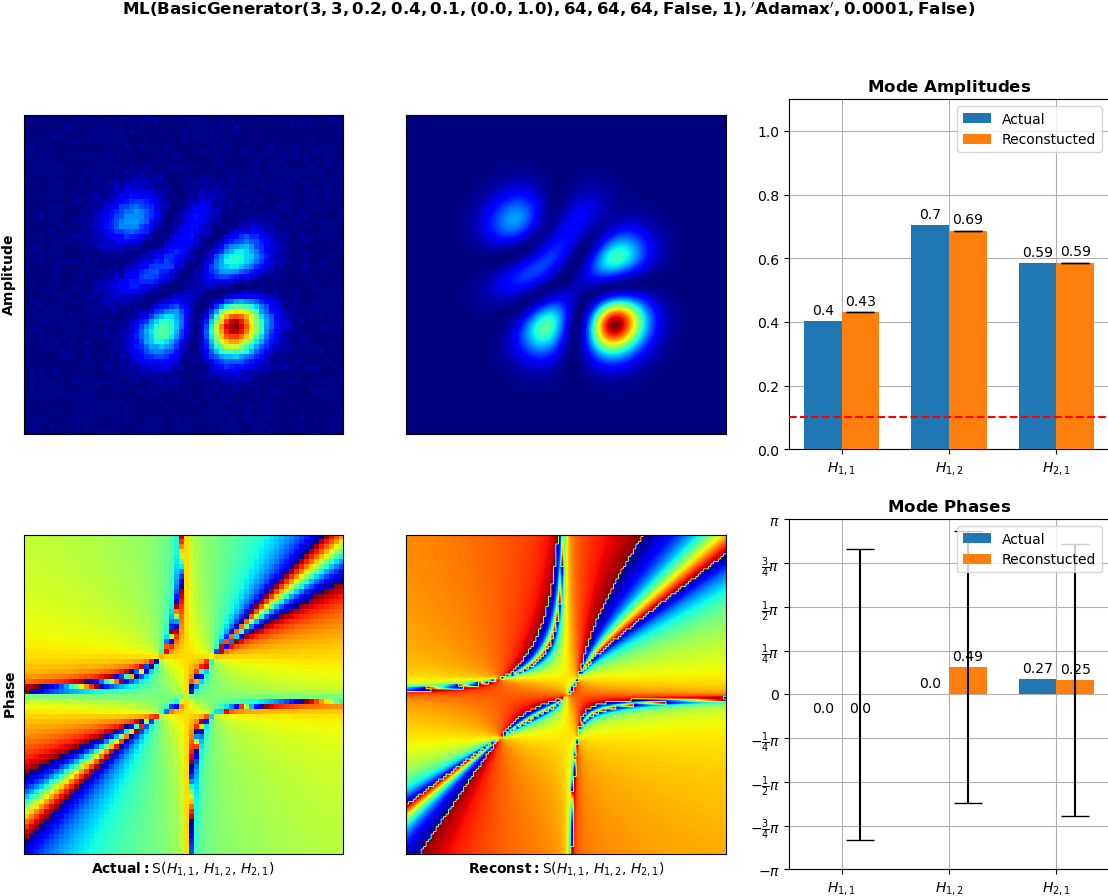 ML(BasicGenerator(3, 3, 0.2, 0.4, 0.1, (0.0, 1.0), 64, 64, 64, False, 1), ′Adamax′, 0.0001, False)
Mode Amplitudes
Actual
Reconstucted
1.0
0.8
0.6
0.4
0.2
0.0
0.4
0.43
0.7
0.69
0.59
0.59
H1,1
H1,2
H2,1
Amplitude
Mode Phases
Actual
Reconstucted
π
3/4π
1/2π
1/4π
0
−1/4π
−1/2π
−3/4π
−π
0.0
0.0
0.0
0.49
0.27
0.25
H1,1
H1,2
H2,1
Phase
Actual: S(H1,1, H1,2, H2,1)
Reconst: S(H1,1, H1,2, H2,1)